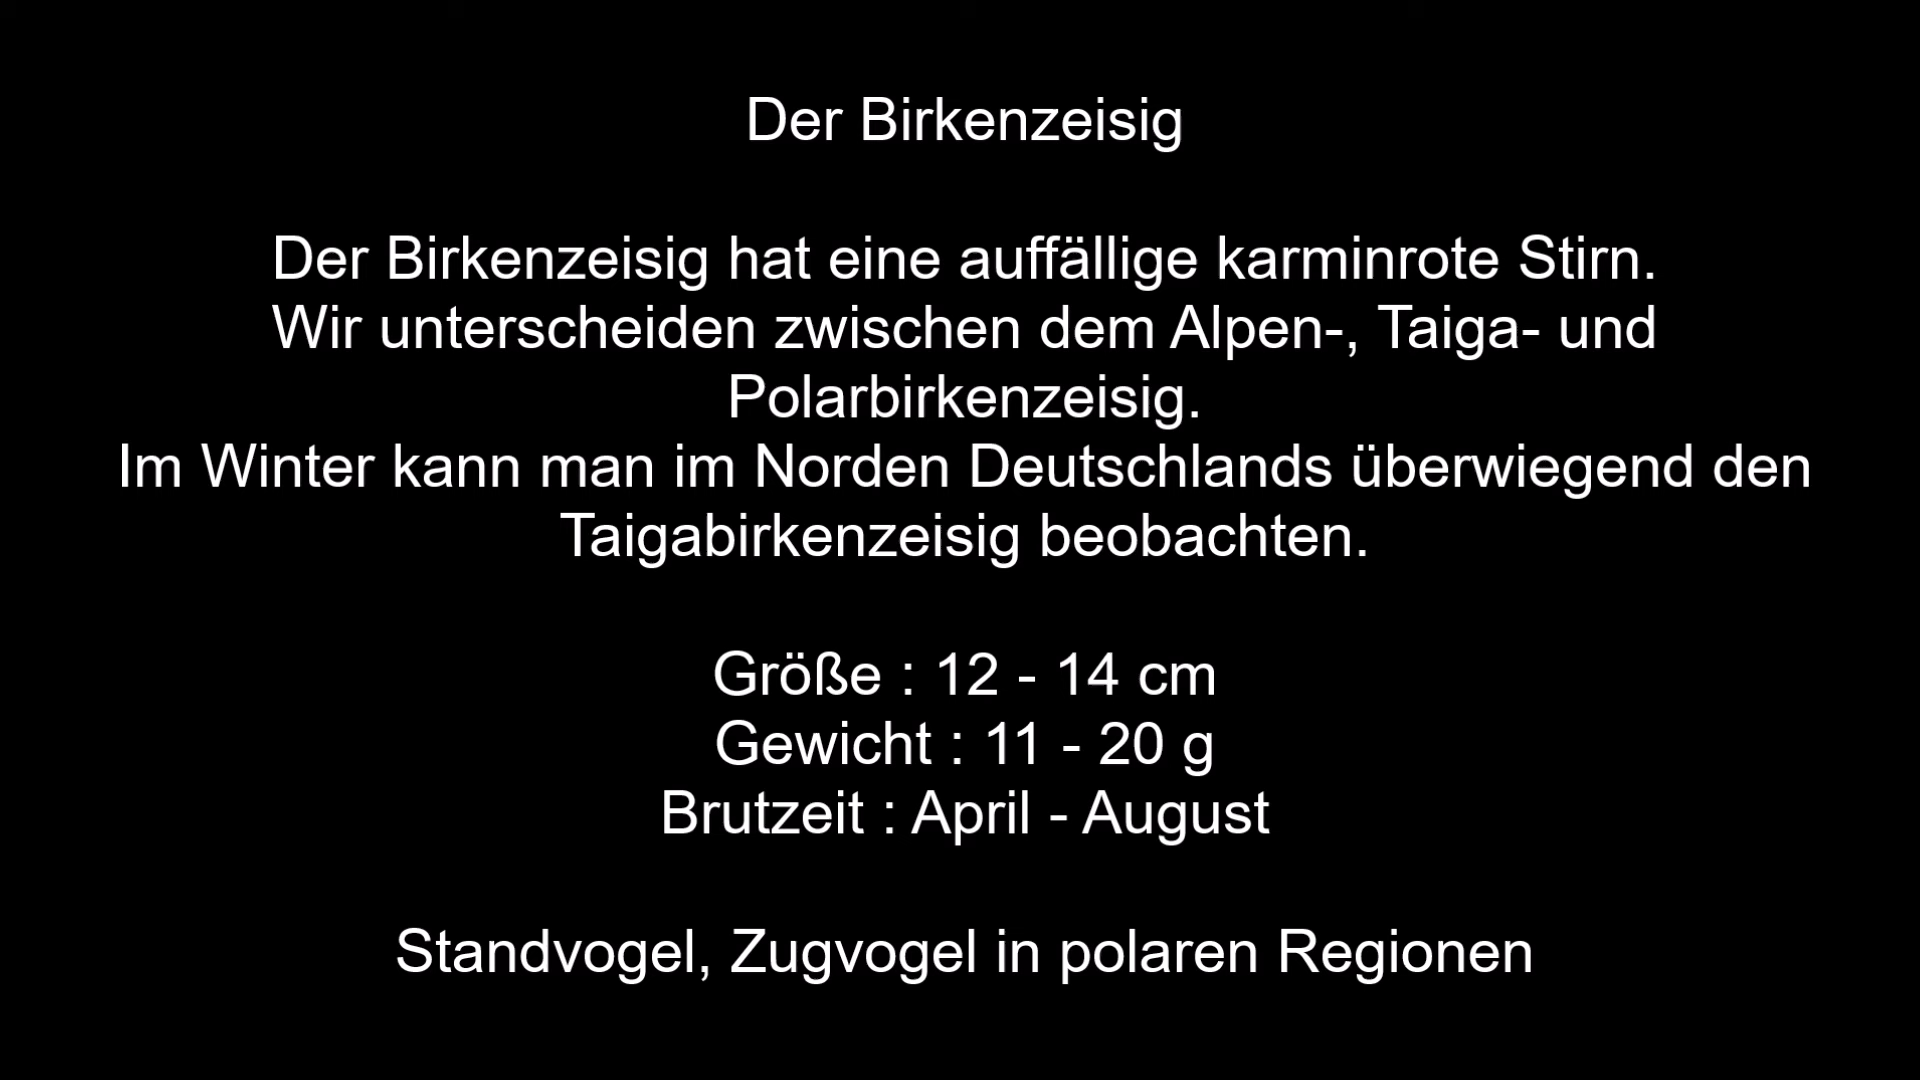 Der Birkenzeisig
Der Birkenzeisig hat eine auffällige karminrote Stirn.
Wir unterscheiden zwischen dem Alpen-, Taiga- und
Polarbirkenzeisig.
Im Winter kann man im Norden Deutschlands überwiegend den
Taigabirkenzeisig beobachten.
Größe : 12 - 14 cm
Gewicht : 11 - 20 g
Brutzeit : April - August
Standvogel, Zugvogel in polaren Regionen